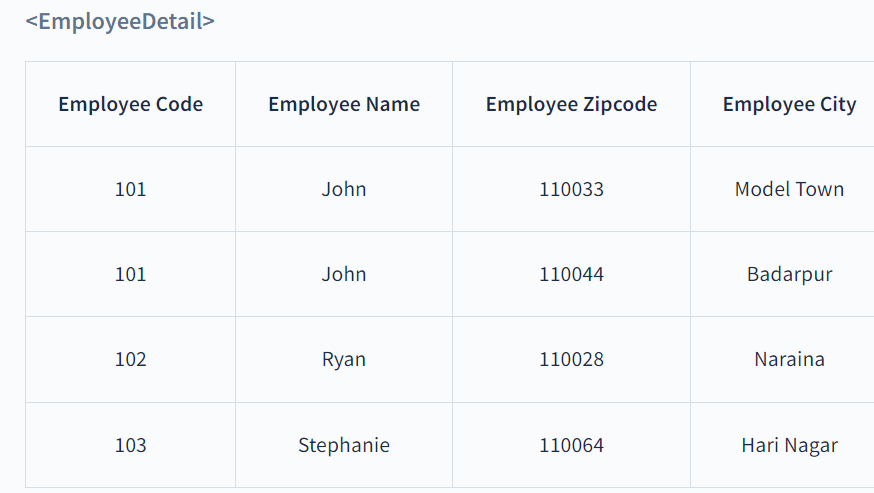 <EmployeeDetail>
Employee Code Employee Name Employee Zipcode Employee City
101 John 110033 Model Town
101 John 110044 Badarpur
102 Ryan 110028 Naraina
103 Stephanie 110064 Hari Nagar